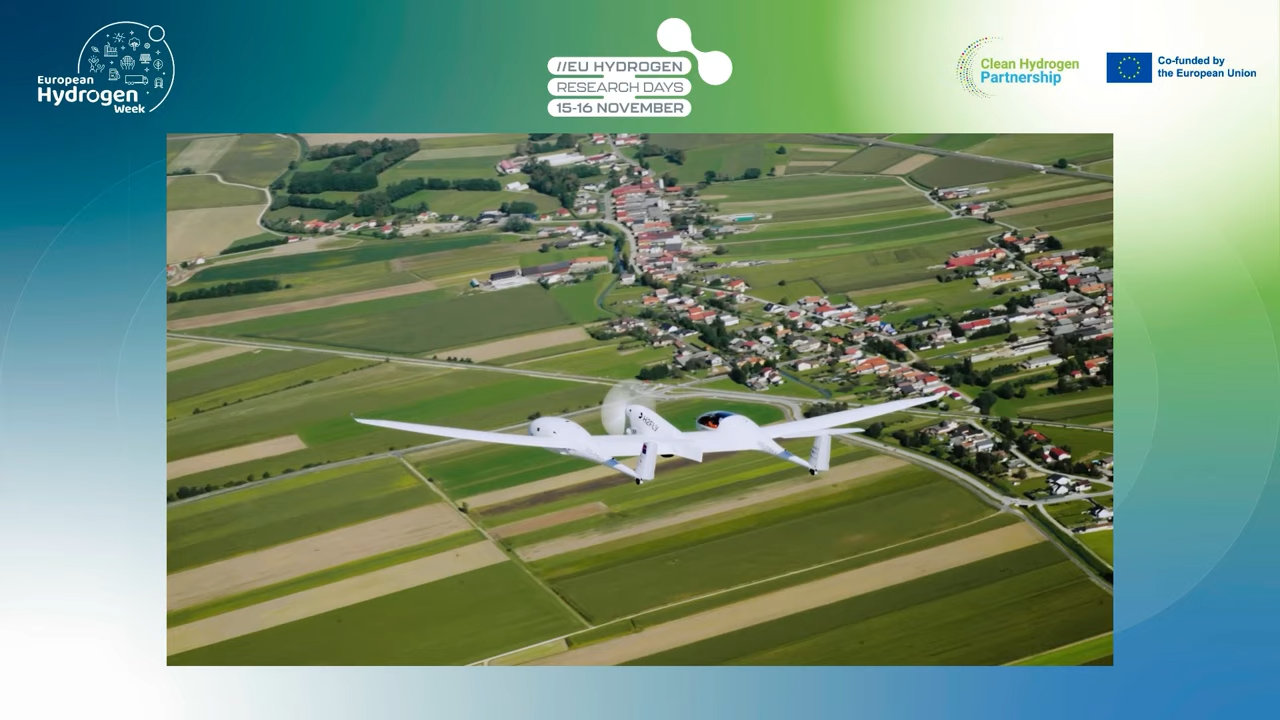 European
Hydrogen
Week
//EU HYDROGEN
RESEARCH DAYS
15-16 NOVEMBER
Clean Hydrogen
Partnership
Co-funded by
the European Union
H2FLY